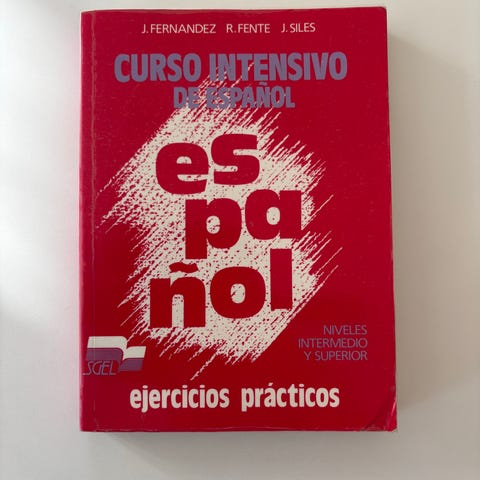 J. FERNANDEZ R. FENTE J. SILES
CURSO INTENSIVO
DE ESPAÑOL
es
pa
ñol
NIVELES
INTERMEDIO
Y SUPERIOR
SGEL
ejercicios prácticos